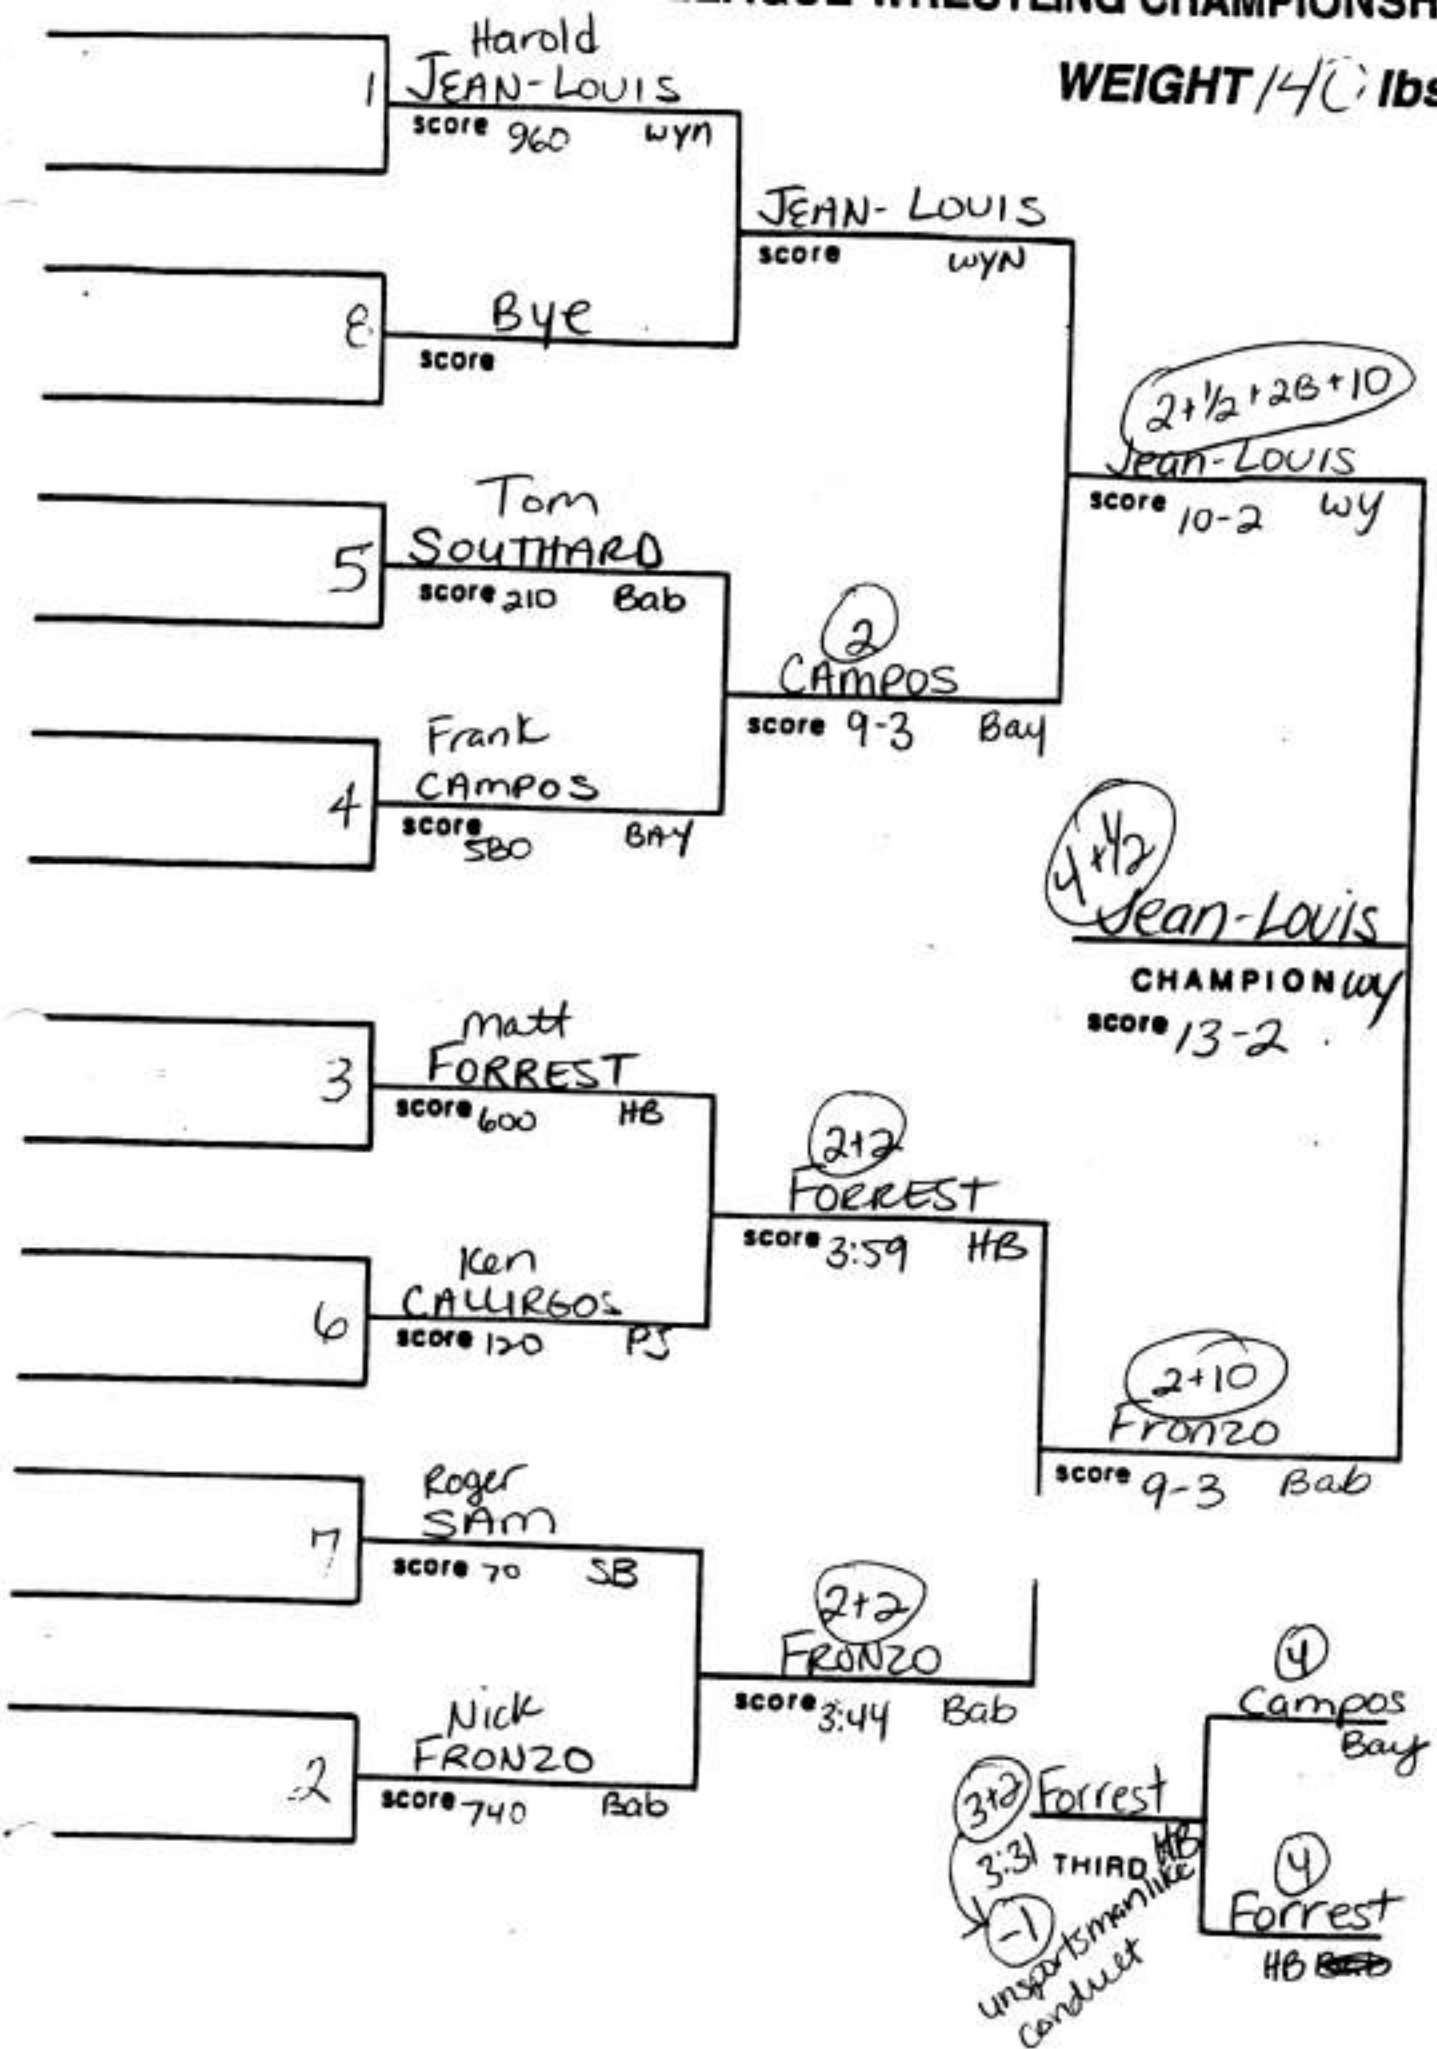 LEAGUE WRESTLING CHAMPIONSH
WEIGHT 140 lbs
Harold
1 JEAN-LOUIS
score 960 wyn
JEAN-LOUIS
score wyn
8 Bye
score
2+1/2+2B+10
Jean-Louis
score 10-2 wy
Tom
5 SOUTHARD
score 210 Bab
2
CAMPOS
score 9-3 Bay
Frank
4 CAMPOS
score 580 BAY
4+1/2
Jean-Louis
CHAMPION wy
score 13-2
Matt
3 FORREST
score 600 HB
2+2
FORREST
score 3:59 HB
Ken
6 CALLIRGOS
score 120 PJ
2+10
Fronzo
score 9-3 Bab
Roger
7 SAM
score 70 SB
2+2
FRONZO
score 3:44 Bab
Nick
2 FRONZO
score 740 Bab
4
Campos
Bay
3+2 Forrest
3:31 THIRD HB
-1
unsportsmanlike
conduct
4
Forrest
HB